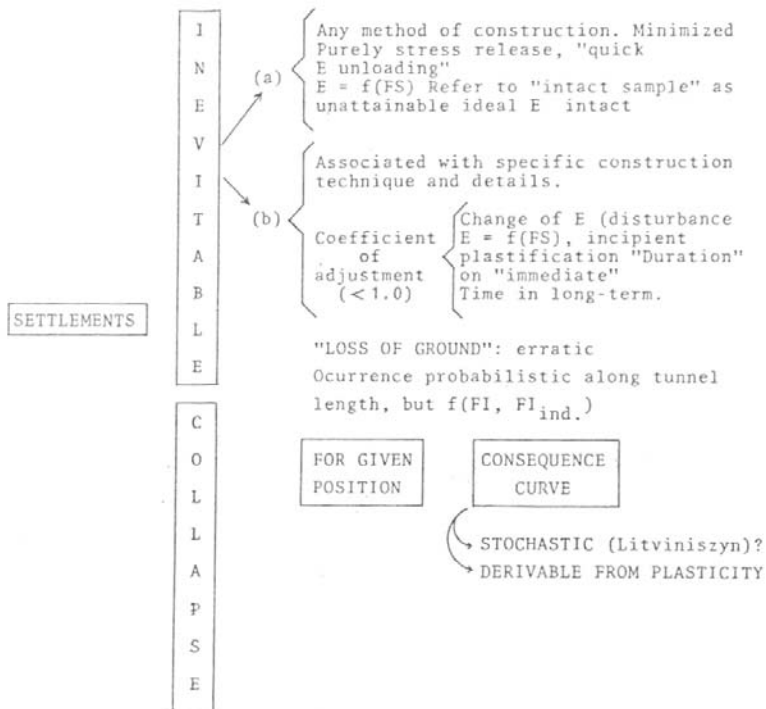 SETTLEMENTS
I
N
E
V
I
T
A
B
L
E
(a)
Any method of construction. Minimized
Purely stress release, "quick
E unloading"
E = f(FS) Refer to "intact sample" as
unattainable ideal E intact
(b)
Associated with specific construction
technique and details.
Coefficient
of
adjustment
(<1.0)
Change of E (disturbance
E = f(FS), incipient
plastification "Duration"
on "immediate"
Time in long-term.
"LOSS OF GROUND": erratic
Ocurrence probabilistic along tunnel
length, but f(FI, FI ind.)
C
O
L
L
A
P
S
E
FOR GIVEN
POSITION
CONSEQUENCE
CURVE
STOCHASTIC (Litviniszyn)?
DERIVABLE FROM PLASTICITY